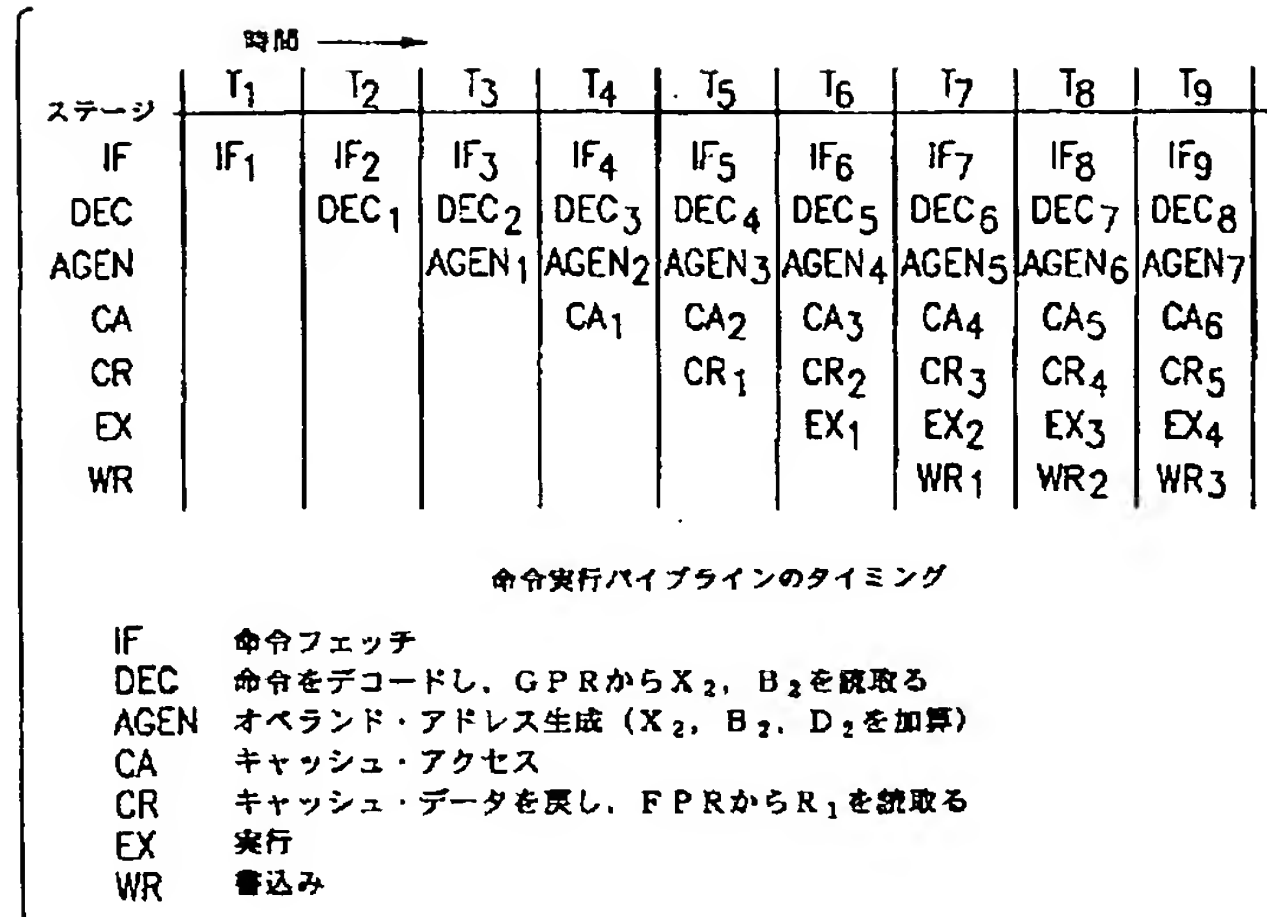 時間
ステージ T1 T2 T3 T4 T5 T6 T7 T8 T9
IF IF1 IF2 IF3 IF4 IF5 IF6 IF7 IF8 IF9
DEC DEC1 DEC2 DEC3 DEC4 DEC5 DEC6 DEC7 DEC8
AGEN AGEN1 AGEN2 AGEN3 AGEN4 AGEN5 AGEN6 AGEN7
CA CA1 CA2 CA3 CA4 CA5 CA6
CR CR1 CR2 CR3 CR4 CR5
EX EX1 EX2 EX3 EX4
WR WR1 WR2 WR3
命令実行パイプラインのタイミング
IF 命令フェッチ
DEC 命令をデコードし、GPRからX2、B2を読取る
AGEN オペランド・アドレス生成(X2、B2、D2を加算)
CA キャッシュ・アクセス
CR キャッシュ・データを戻し、FPRからR1を読取る
EX 実行
WR 書込み